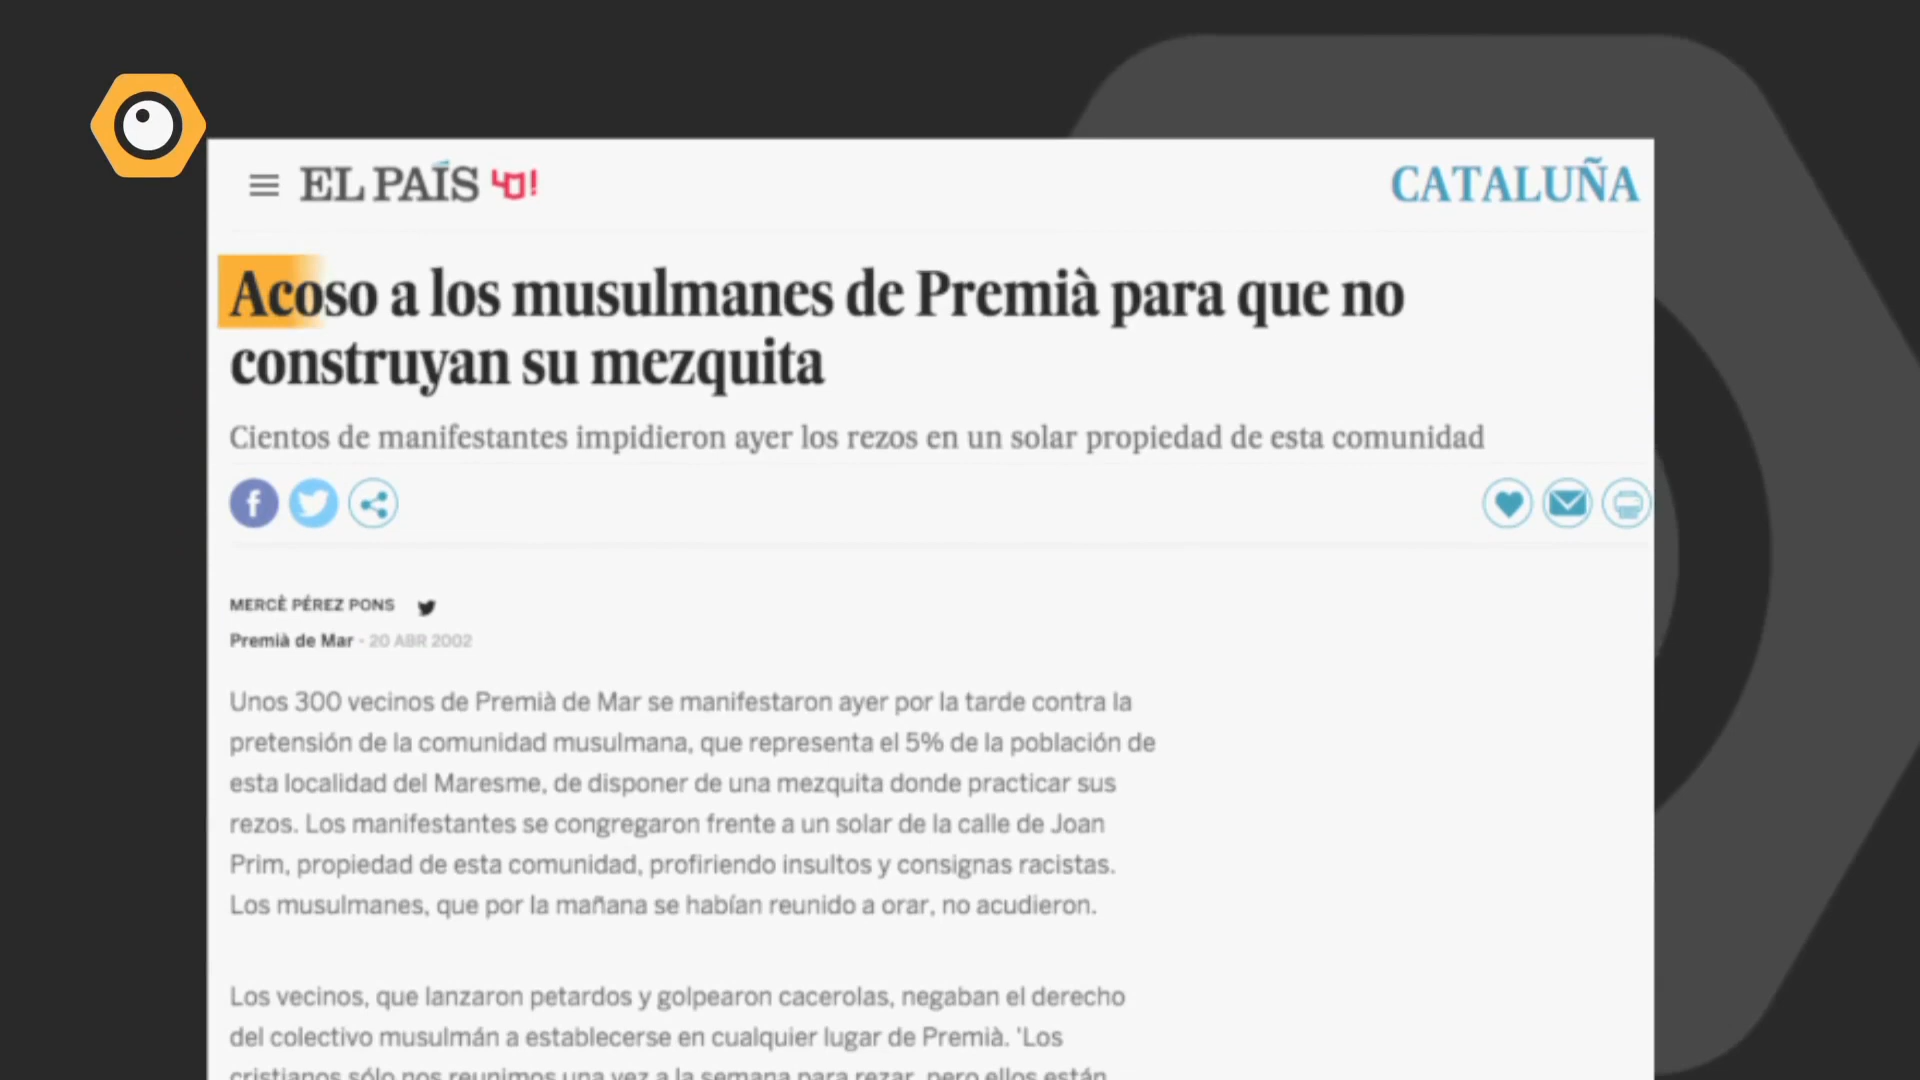 EL PAÍS 40!
CATALUÑA
Acoso a los musulmanes de Premià para que no
construyan su mezquita
Cientos de manifestantes impidieron ayer los rezos en un solar propiedad de esta comunidad
MERCÈ PÉREZ PONS
Premià de Mar - 20 ABR 2002
Unos 300 vecinos de Premià de Mar se manifestaron ayer por la tarde contra la
pretensión de la comunidad musulmana, que representa el 5% de la población de
esta localidad del Maresme, de disponer de una mezquita donde practicar sus
rezos. Los manifestantes se congregaron frente a un solar de la calle de Joan
Prim, propiedad de esta comunidad, profiriendo insultos y consignas racistas.
Los musulmanes, que por la mañana se habían reunido a orar, no acudieron.
Los vecinos, que lanzaron petardos y golpearon cacerolas, negaban el derecho
del colectivo musulmán a establecerse en cualquier lugar de Premià. 'Los
cristianos sólo nos reunimos una vez a la semana para rezar, pero ellos están